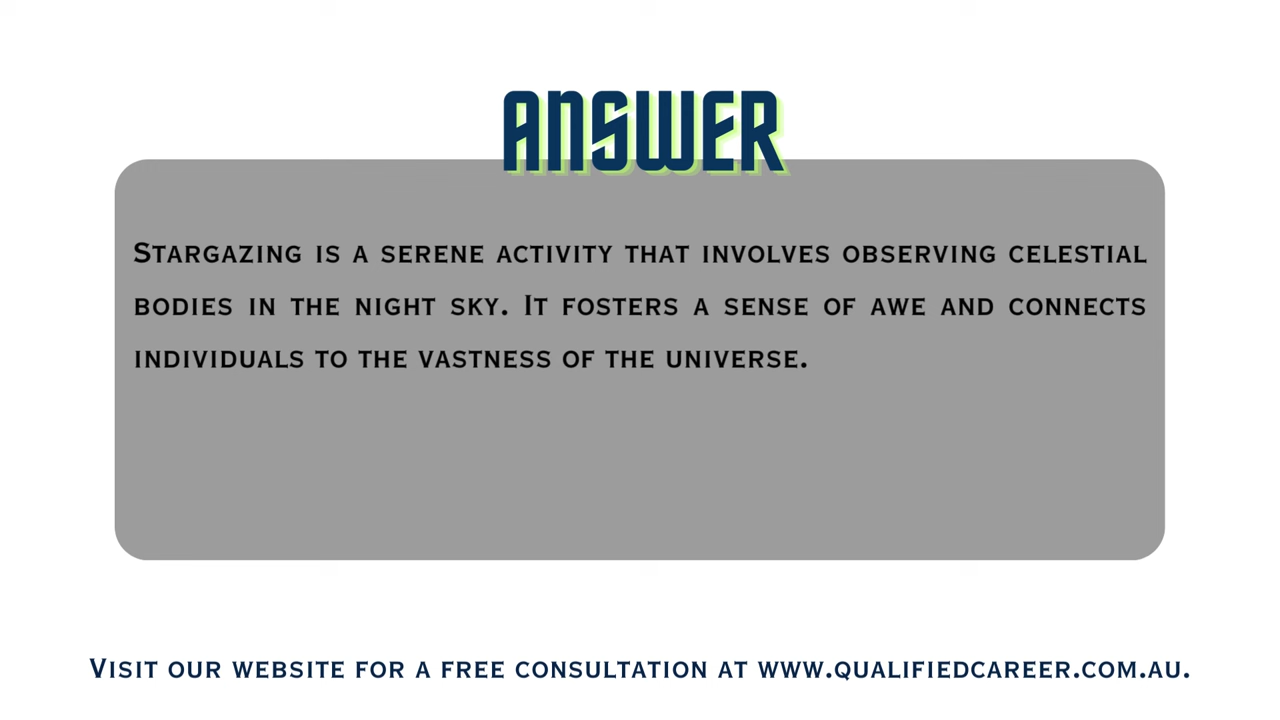 ANSWER
Stargazing is a serene activity that involves observing celestial
bodies in the night sky. It fosters a sense of awe and connects
individuals to the vastness of the universe.
Visit our website for a free consultation at www.qualifiedcareer.com.au.